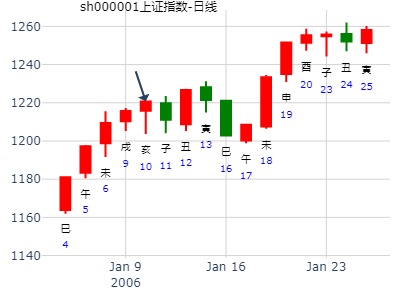 sh000001上证指数-日线
1260
1240
1220
1200
1180
1160
1140
巳
4
午
5
未
6
戌
9
亥
10
子
11
丑
12
寅
13
巳
16
午
17
未
18
申
19
酉
20
子
23
丑
24
寅
25
Jan 9
2006
Jan 16
Jan 23